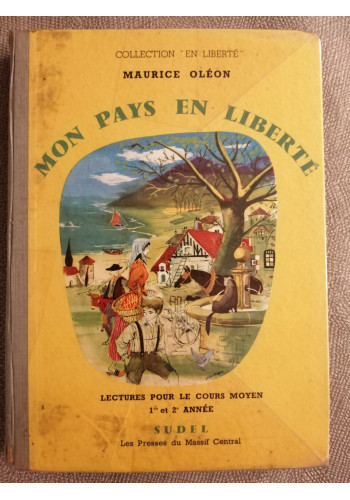 COLLECTION "EN LIBERTÉ"
MAURICE OLÉON
MON PAYS EN LIBERTÉ
LECTURES POUR LE COURS MOYEN
1re et 2e ANNÉE
SUDEL
Les Presses du Massif Central